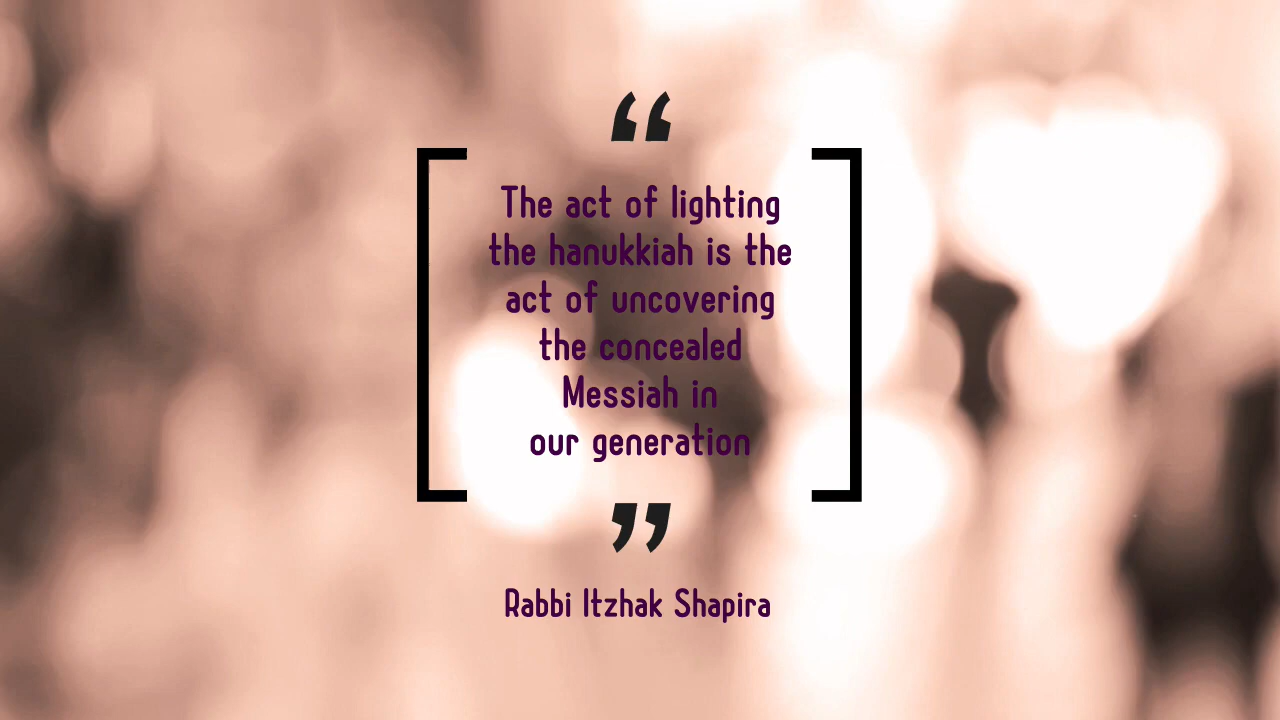 “
The act of lighting
the hanukkiah is the
act of uncovering
the concealed
Messiah in
our generation
”
Rabbi Itzhak Shapira